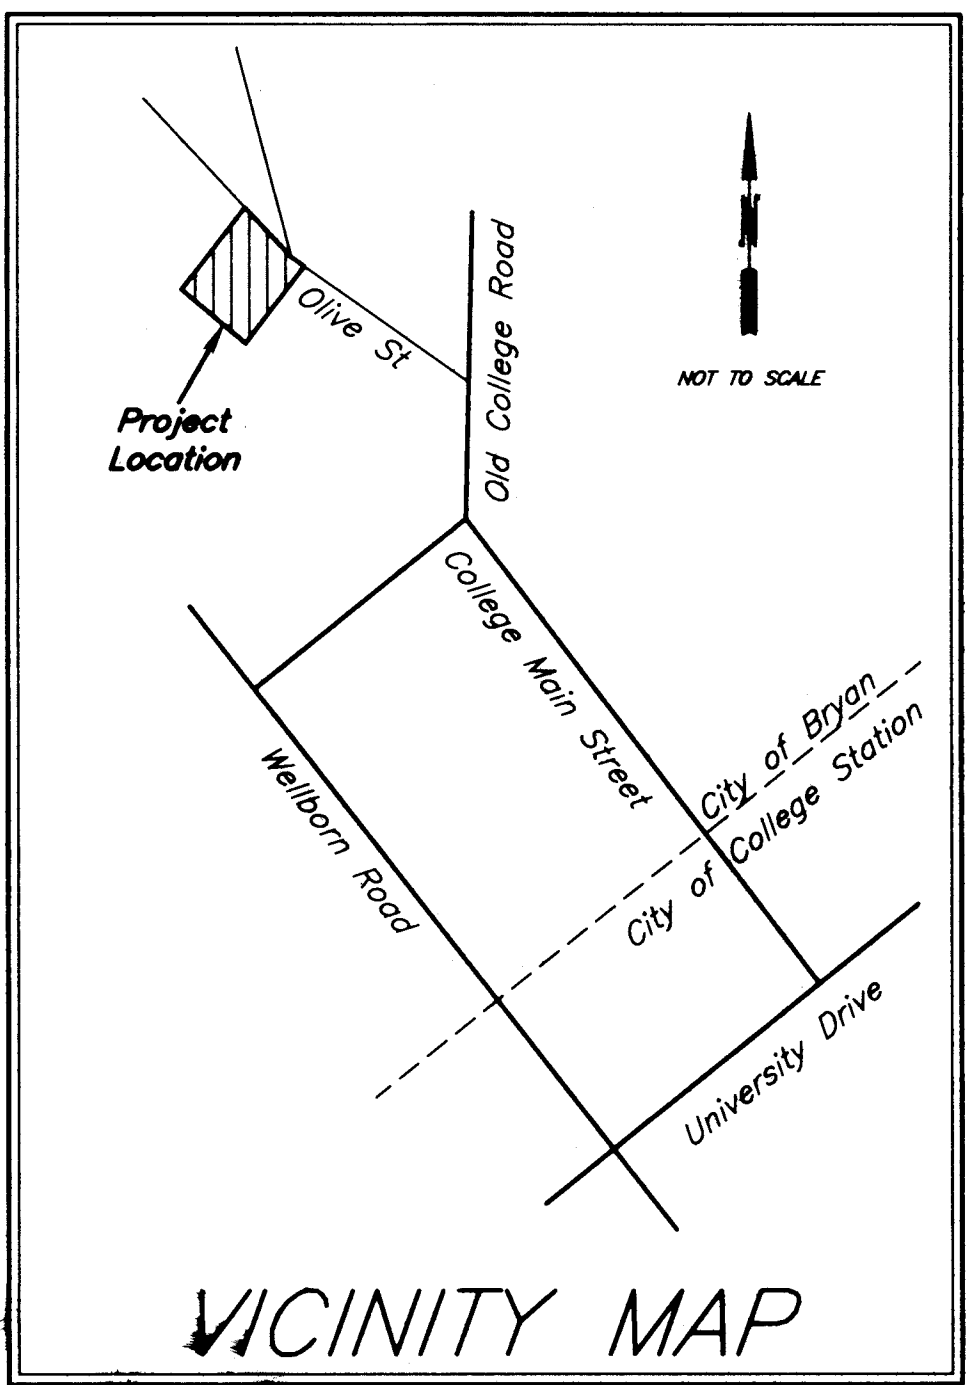 N
NOT TO SCALE
Old College Road
Olive St
Project
Location
College Main Street
City of Bryan
City of College Station
Wellborn Road
University Drive
VICINITY MAP